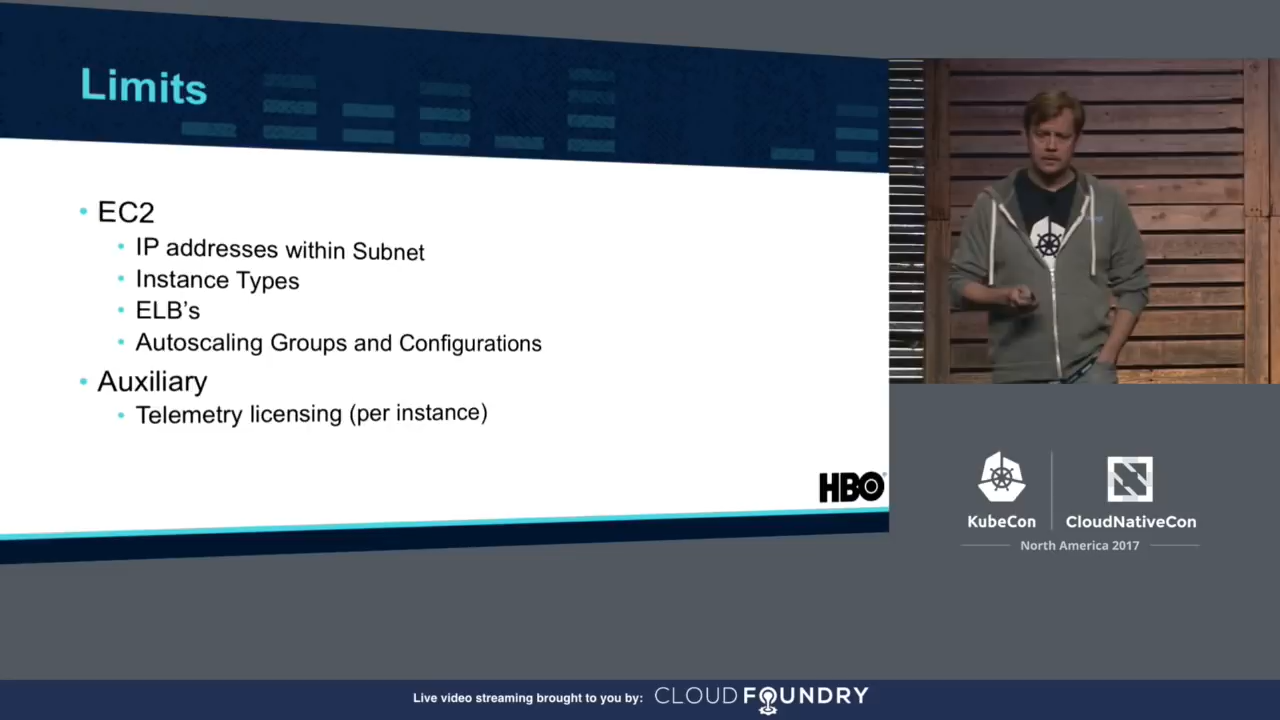 Limits
• EC2
• IP addresses within Subnet
• Instance Types
• ELB's
• Autoscaling Groups and Configurations
• Auxiliary
• Telemetry licensing (per instance)
HBO
KubeCon
CloudNativeCon
North America 2017
Live video streaming brought to you by: CLOUD FOUNDRY